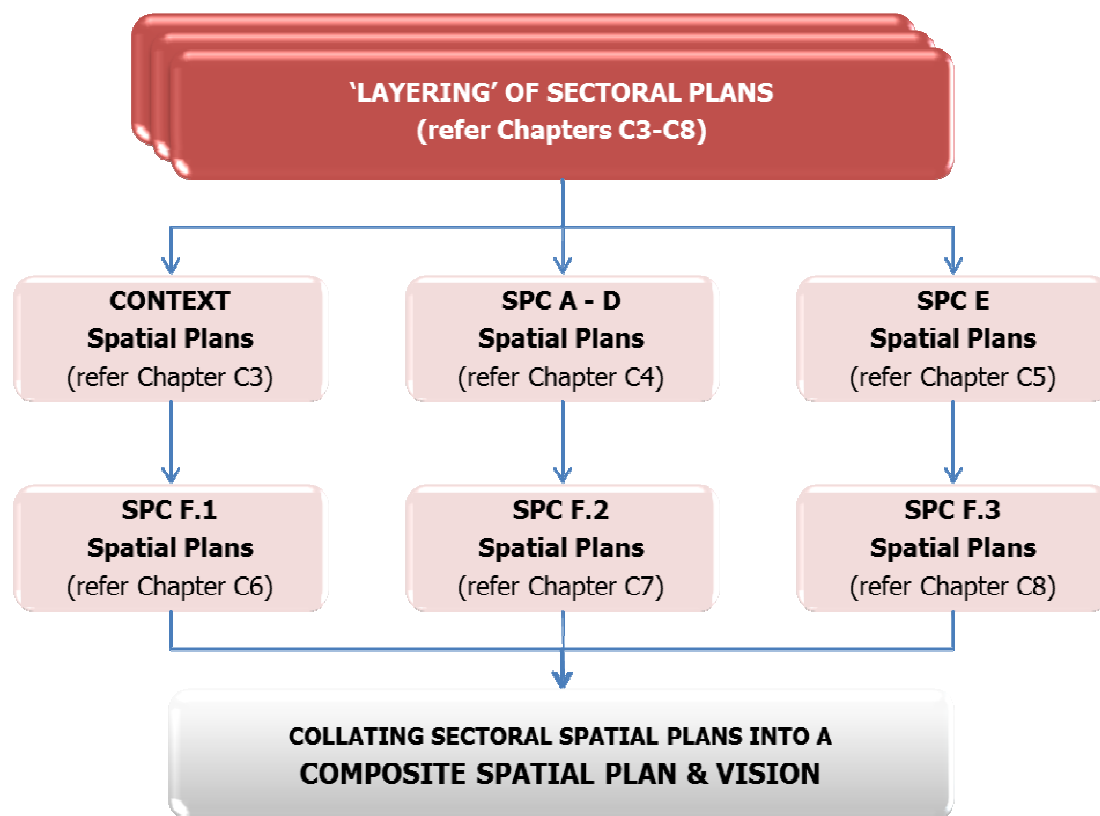 ‘LAYERING’ OF SECTORAL PLANS
(refer Chapters C3-C8)
CONTEXT
Spatial Plans
(refer Chapter C3)
SPC A - D
Spatial Plans
(refer Chapter C4)
SPC E
Spatial Plans
(refer Chapter C5)
SPC F.1
Spatial Plans
(refer Chapter C6)
SPC F.2
Spatial Plans
(refer Chapter C7)
SPC F.3
Spatial Plans
(refer Chapter C8)
COLLATING SECTORAL SPATIAL PLANS INTO A
COMPOSITE SPATIAL PLAN & VISION